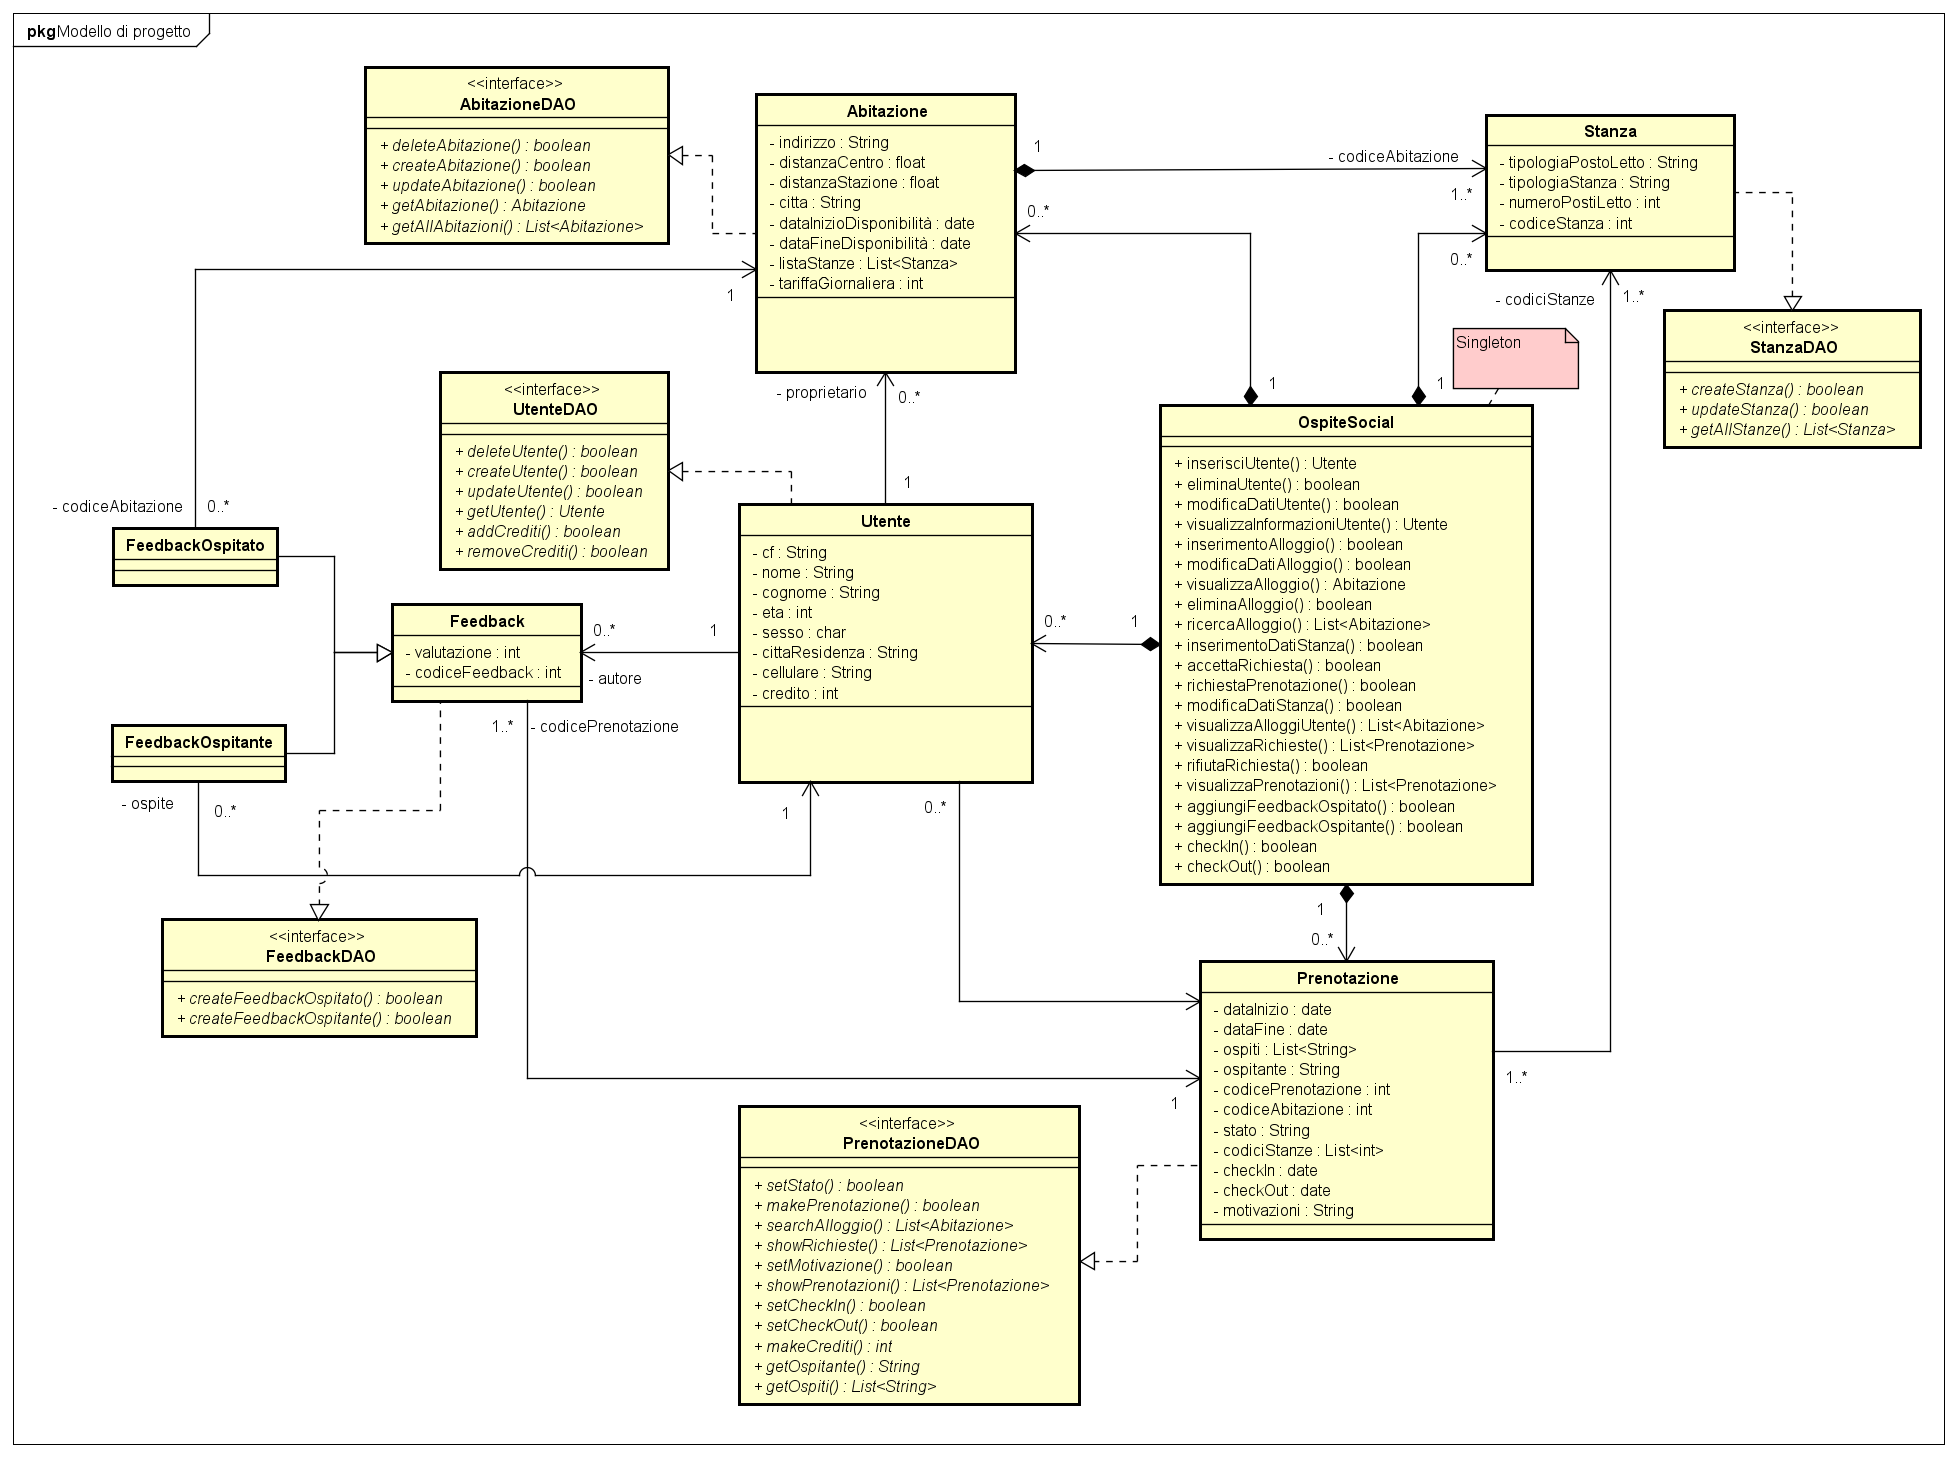 pkg Modello di progetto
<<interface>>
AbitazioneDAO
+ deleteAbitazione() : boolean
+ createAbitazione() : boolean
+ updateAbitazione() : boolean
+ getAbitazione() : Abitazione
+ getAllAbitazioni() : List<Abitazione>
Abitazione
- indirizzo : String
- distanzaCentro : float
- distanzaStazione : float
- citta : String
- dataInizioDisponibilità : date
- dataFineDisponibilità : date
- listaStanze : List<Stanza>
- tariffaGiornaliera : int
1
- codiceAbitazione
1..*
0..*
Stanza
- tipologiaPostoLetto : String
- tipologiaStanza : String
- numeroPostiLetto : int
- codiceStanza : int
0..*
- codiciStanze
1..*
1
Singleton
<<interface>>
StanzaDAO
+ createStanza() : boolean
+ updateStanza() : boolean
+ getAllStanze() : List<Stanza>
- proprietario
0..*
1
1
1
<<interface>>
UtenteDAO
+ deleteUtente() : boolean
+ createUtente() : boolean
+ updateUtente() : boolean
+ getUtente() : Utente
+ addCrediti() : boolean
+ removeCrediti() : boolean
- codiceAbitazione
0..*
FeedbackOspitato
Utente
- cf : String
- nome : String
- cognome : String
- eta : int
- sesso : char
- cittaResidenza : String
- cellulare : String
- credito : int
OspiteSocial
+ inserisciUtente() : Utente
+ eliminaUtente() : boolean
+ modificaDatiUtente() : boolean
+ visualizzaInformazioniUtente() : Utente
+ inserimentoAlloggio() : boolean
+ modificaDatiAlloggio() : boolean
+ visualizzaAlloggio() : Abitazione
+ eliminaAlloggio() : boolean
+ ricercaAlloggio() : List<Abitazione>
+ inserimentoDatiStanza() : boolean
+ accettaRichiesta() : boolean
+ richiestaPrenotazione() : boolean
+ modificaDatiStanza() : boolean
+ visualizzaAlloggiUtente() : List<Abitazione>
+ visualizzaRichieste() : List<Prenotazione>
+ rifiutaRichiesta() : boolean
+ visualizzaPrenotazioni() : List<Prenotazione>
+ aggiungiFeedbackOspitato() : boolean
+ aggiungiFeedbackOspitante() : boolean
+ checkIn() : boolean
+ checkOut() : boolean
Feedback
- valutazione : int
- codiceFeedback : int
0..*
1
- autore
0..*
1
1..*
- codicePrenotazione
FeedbackOspitante
- ospite
0..*
1
0..*
1
0..*
<<interface>>
FeedbackDAO
+ createFeedbackOspitato() : boolean
+ createFeedbackOspitante() : boolean
Prenotazione
- dataInizio : date
- dataFine : date
- ospiti : List<String>
- ospitante : String
- codicePrenotazione : int
- codiceAbitazione : int
- stato : String
- codiciStanze : List<int>
- checkIn : date
- checkOut : date
- motivazioni : String
1
1..*
<<interface>>
PrenotazioneDAO
+ setStato() : boolean
+ makePrenotazione() : boolean
+ searchAlloggio() : List<Abitazione>
+ showRichieste() : List<Prenotazione>
+ setMotivazione() : boolean
+ showPrenotazioni() : List<Prenotazione>
+ setCheckIn() : boolean
+ setCheckOut() : boolean
+ makeCrediti() : int
+ getOspitante() : String
+ getOspiti() : List<String>